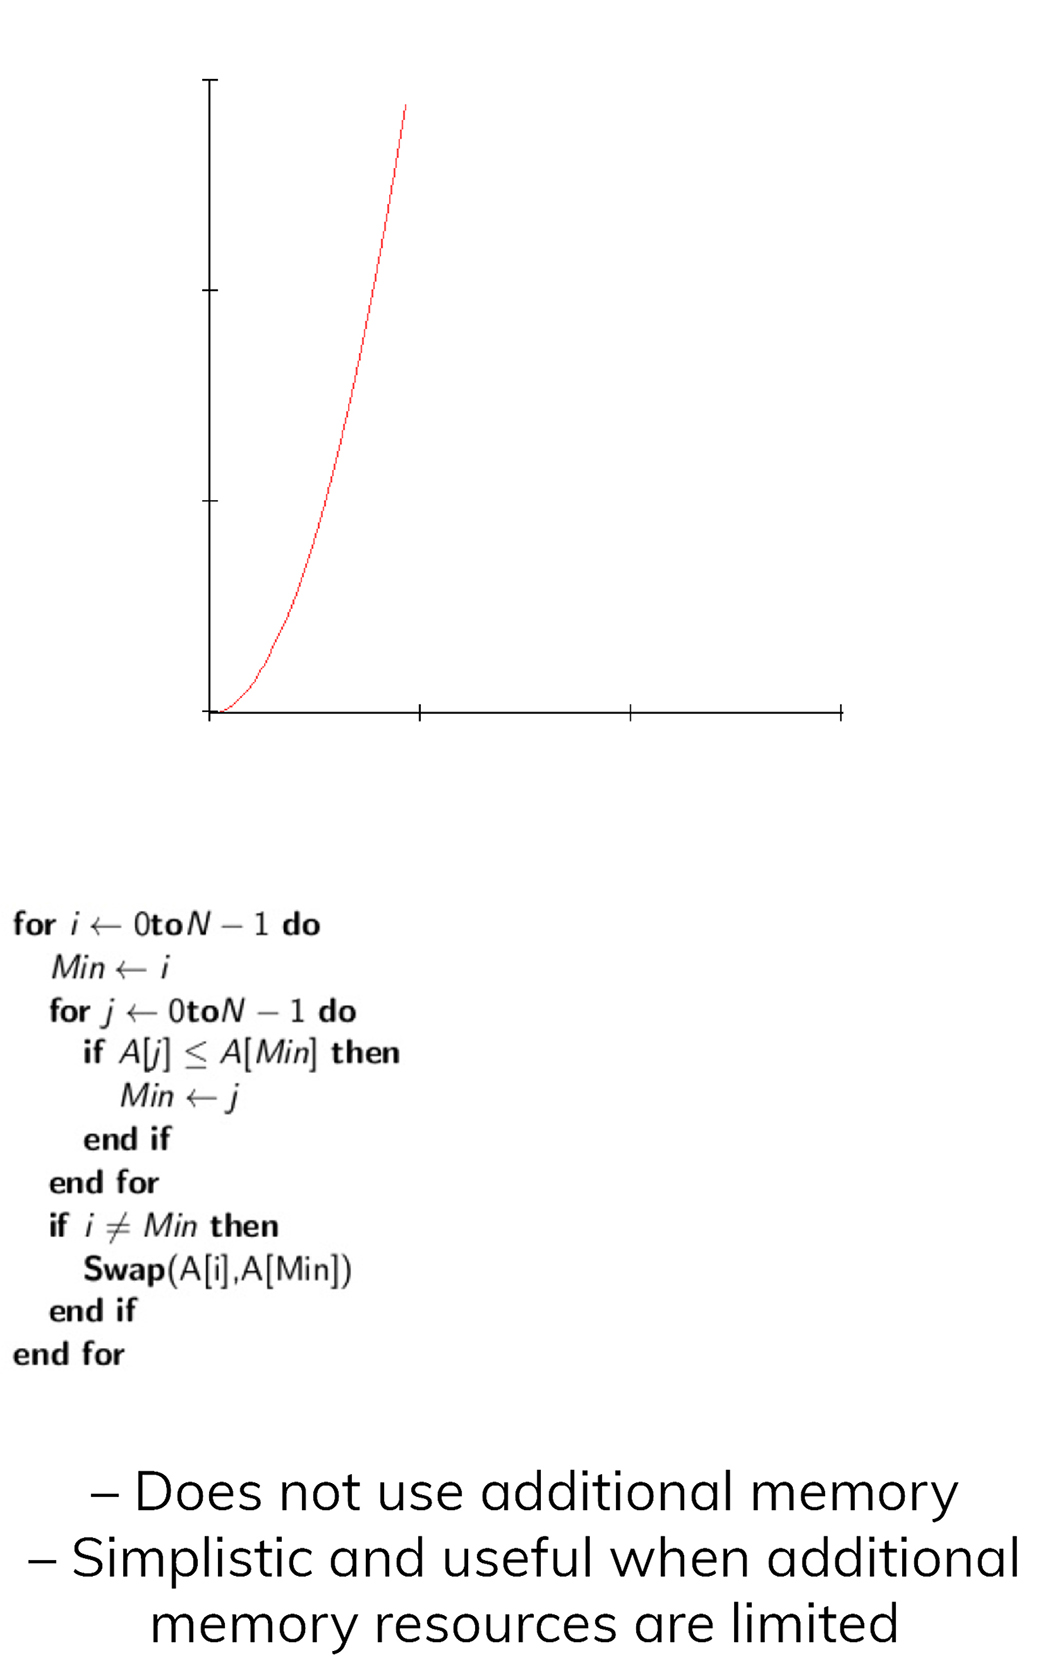 for i ← 0toN − 1 do
Min ← i
for j ← 0toN − 1 do
if A[j] ≤ A[Min] then
Min ← j
end if
end for
if i ≠ Min then
Swap(A[i],A[Min])
end if
end for
– Does not use additional memory
– Simplistic and useful when additional
memory resources are limited